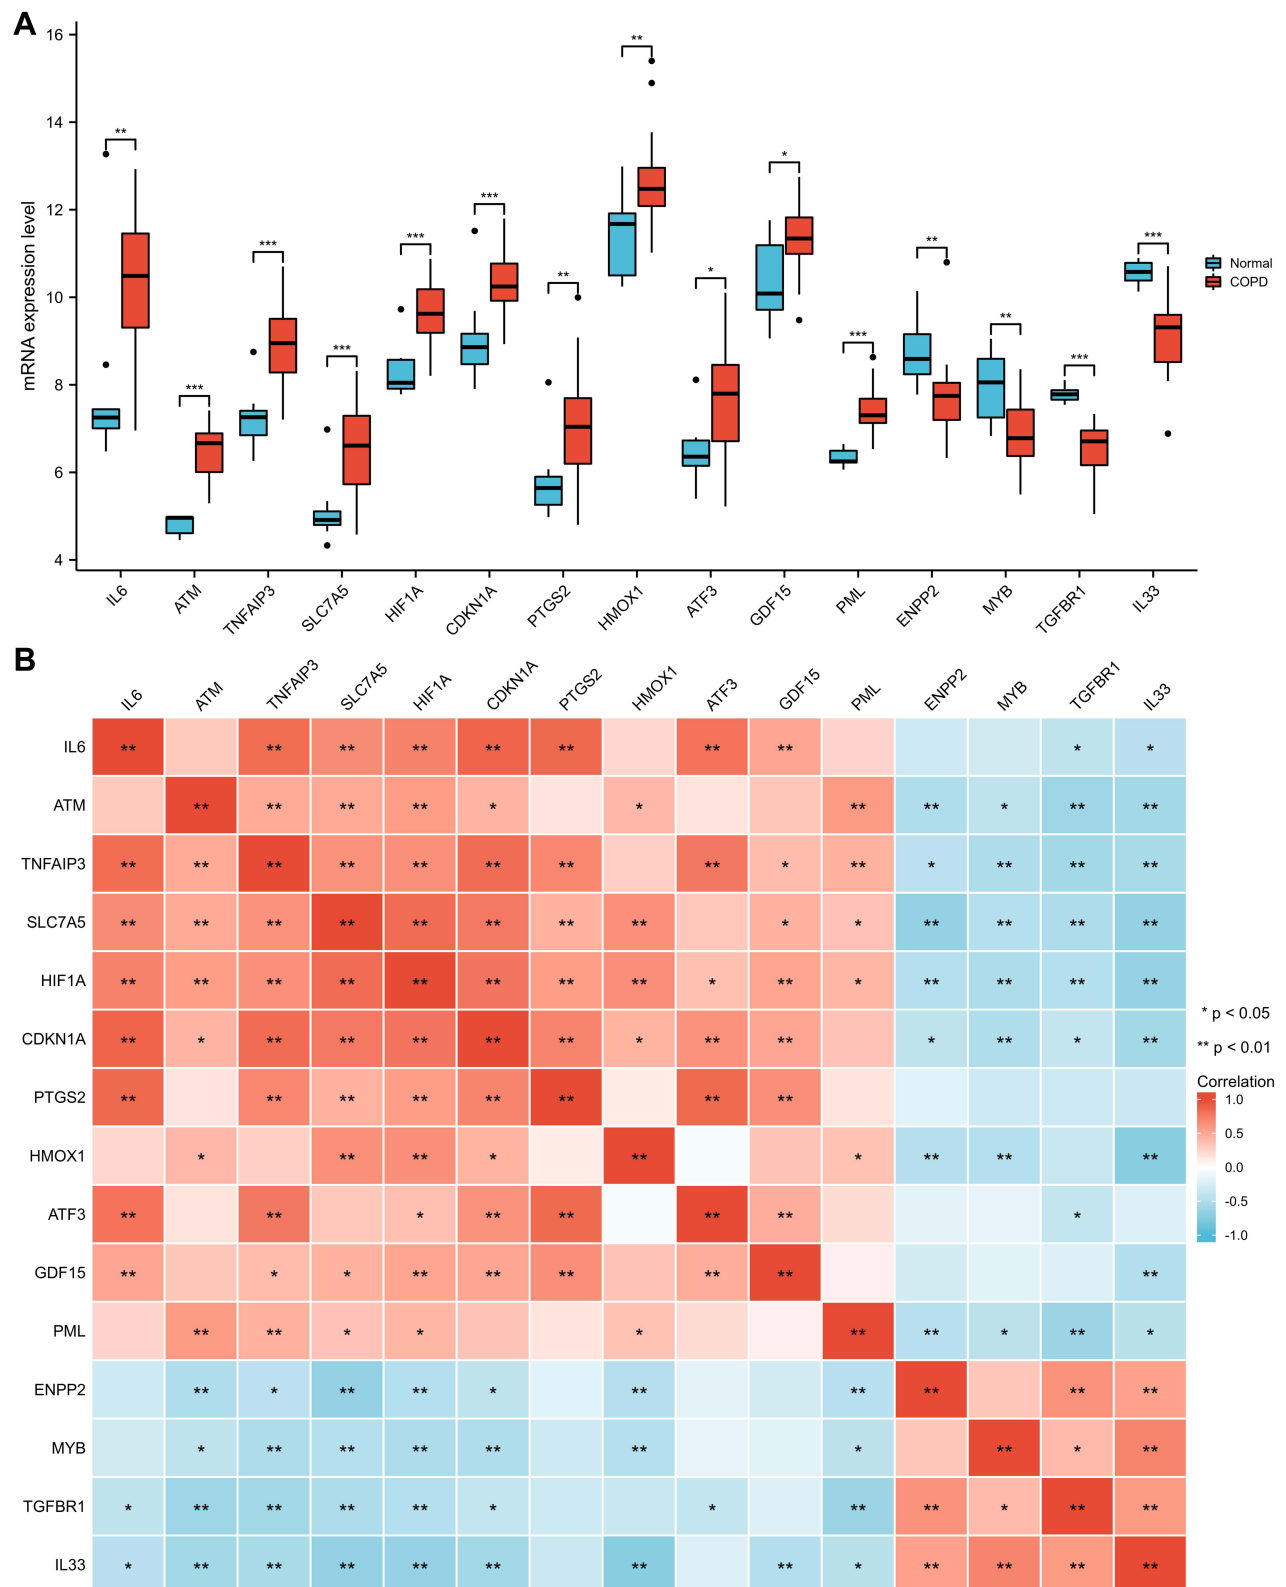 A
mRNA expression level
16
14
12
10
8
6
4
** *** *** *** *** *** ** ** * * *** ** ** *** ***
Normal
COPD
IL6 ATM TNFAIP3 SLC7A5 HIF1A CDKN1A PTGS2 HMOX1 ATF3 GDF15 PML ENPP2 MYB TGFBR1 IL33
B
IL6 ATM TNFAIP3 SLC7A5 HIF1A CDKN1A PTGS2 HMOX1 ATF3 GDF15 PML ENPP2 MYB TGFBR1 IL33
IL6 ** ** ** ** ** ** ** ** * *
ATM ** ** ** ** * * ** ** * ** **
TNFAIP3 ** ** ** ** ** ** ** ** * ** * ** ** **
SLC7A5 ** ** ** ** ** ** ** ** * * ** ** ** **
HIF1A ** ** ** ** ** ** ** ** * ** * ** ** ** **
CDKN1A ** * ** ** ** ** ** * ** ** * ** * **
PTGS2 ** ** ** ** ** ** ** **
HMOX1 * ** ** * ** * ** ** **
ATF3 ** ** * ** ** ** ** *
GDF15 ** * * ** ** ** ** ** **
PML ** ** * * * ** ** * ** *
ENPP2 ** * ** ** * ** ** ** ** **
MYB * ** ** ** ** ** * ** * **
TGFBR1 * ** ** ** ** * * ** ** * ** **
IL33 * ** ** ** ** ** ** ** * ** ** ** **
* p < 0.05
** p < 0.01
Correlation
1.0
0.5
0.0
-0.5
-1.0